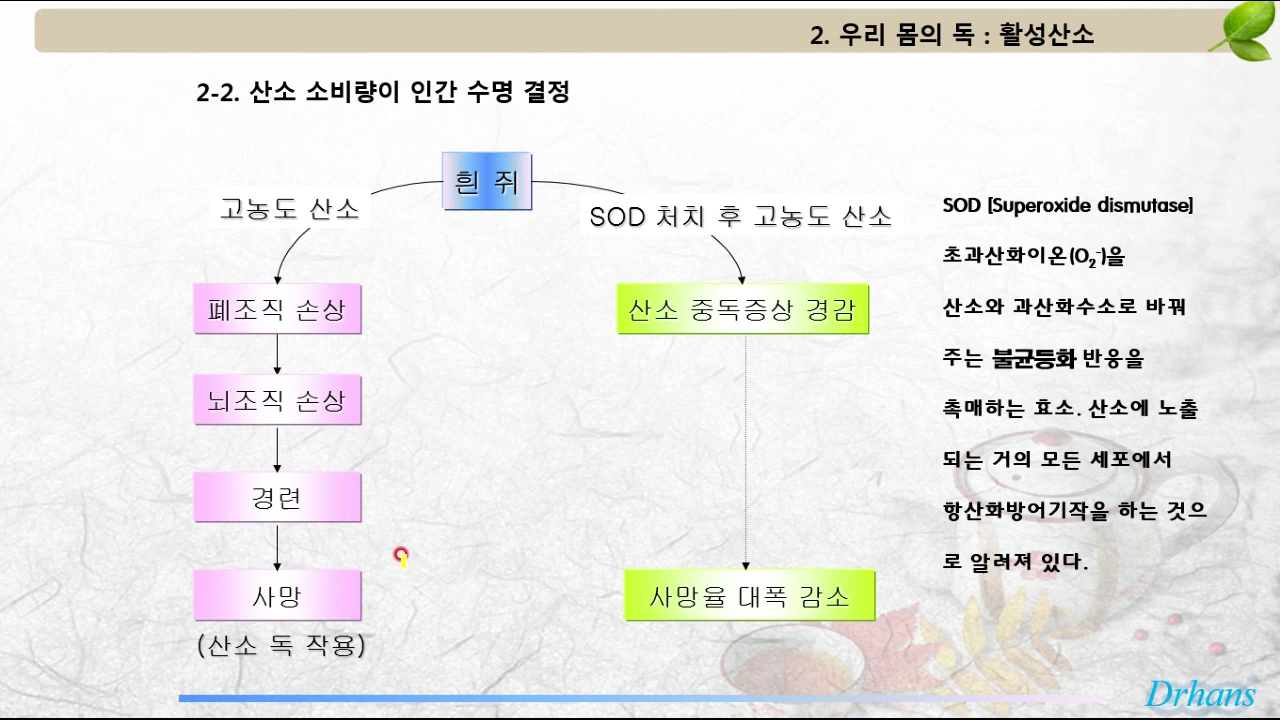 2. 우리 몸의 독 : 활성산소
2-2. 산소 소비량이 인간 수명 결정
흰 쥐
고농도 산소
SOD 처치 후 고농도 산소
폐조직 손상
뇌조직 손상
경련
사망
(산소 독 작용)
산소 중독증상 경감
사망율 대폭 감소
SOD [Superoxide dismutase]
초과산화이온(O₂⁻)을
산소와 과산화수소로 바꿔
주는 불균등화 반응을
촉매하는 효소. 산소에 노출
되는 거의 모든 세포에서
항산화방어기작을 하는 것으
로 알려져 있다.
Drhans